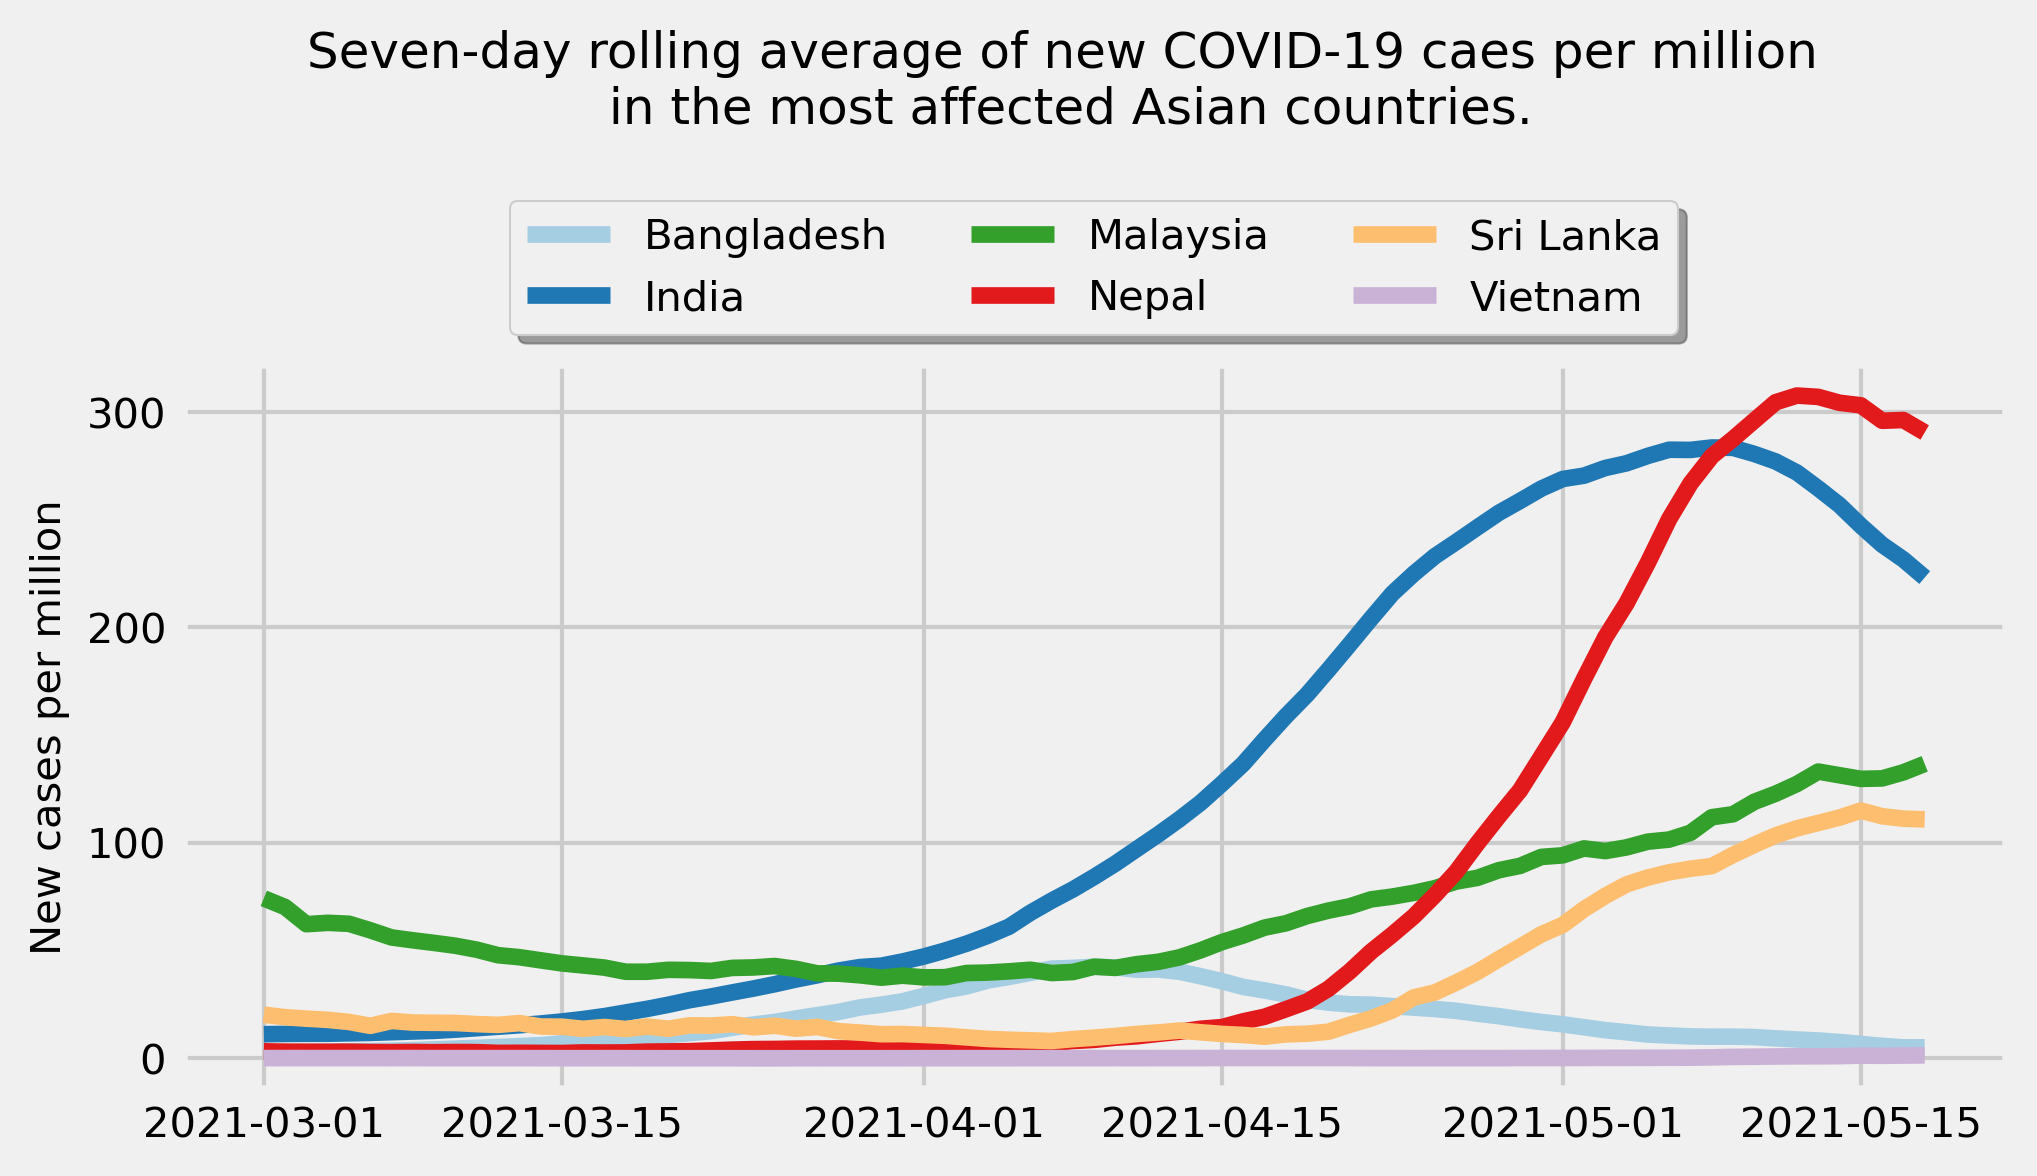 Seven-day rolling average of new COVID-19 caes per million
in the most affected Asian countries.
Bangladesh
India
Malaysia
Nepal
Sri Lanka
Vietnam
New cases per million
300
200
100
0
2021-03-01
2021-03-15
2021-04-01
2021-04-15
2021-05-01
2021-05-15